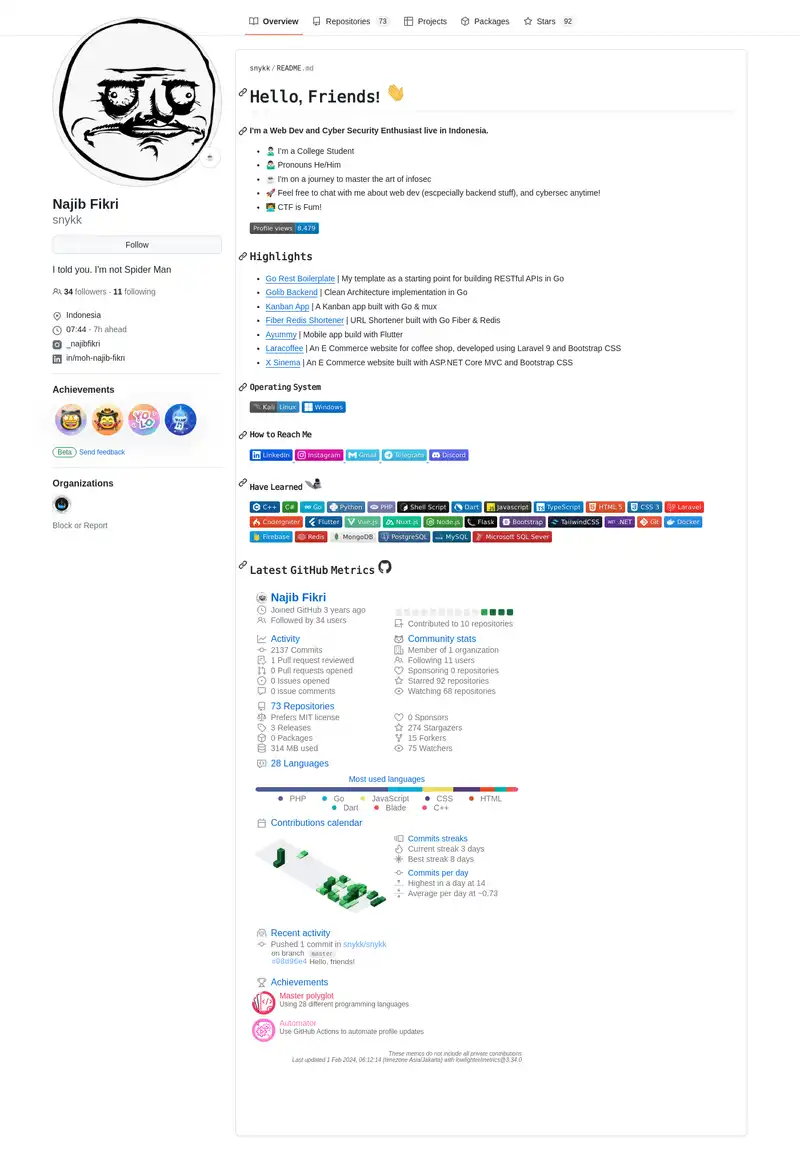 Overview
Repositories 73
Projects
Packages
Stars 92
Najib Fikri
snykk
Follow
I told you. I'm not Spider Man
34 followers · 11 following
Indonesia
07:44 - 7h ahead
_najibfikri
in/moh-najib-fikri
Achievements
YOLO
Beta Send feedback
Organizations
Block or Report
snykk / README.md
Hello, Friends!
I'm a Web Dev and Cyber Security Enthusiast live in Indonesia.
I'm a College Student
Pronouns He/Him
I'm on a journey to master the art of infosec
Feel free to chat with me about web dev (escpecially backend stuff), and cybersec anytime!
CTF is Fum!
Profile views 8,479
Highlights
Go Rest Boilerplate | My template as a starting point for building RESTful APIs in Go
Golib Backend | Clean Architecture implementation in Go
Kanban App | A Kanban app built with Go & mux
Fiber Redis Shortener | URL Shortener built with Go Fiber & Redis
Ayummy | Mobile app build with Flutter
Laracoffee | An E Commerce website for coffee shop, developed using Laravel 9 and Bootstrap CSS
X Sinema | An E Commerce website built with ASP.NET Core MVC and Bootstrap CSS
Operating System
Kali Linux Windows
How to Reach Me
LinkedIn Instagram Gmail Telegram Discord
Have Learned
C++ C# Go Python PHP Shell Script Dart Javascript TypeScript HTML 5 CSS 3 Laravel
CodeIgniter Flutter Vue.js Nuxt.js Node.js Flask Bootstrap TailwindCSS .NET Git Docker
Firebase Redis MongoDB PostgreSQL MySQL Microsoft SQL Sever
Latest GitHub Metrics
Najib Fikri
Joined GitHub 3 years ago
Followed by 34 users
Contributed to 10 repositories
Activity
2137 Commits
1 Pull request reviewed
0 Pull requests opened
0 Issues opened
0 issue comments
Community stats
Member of 1 organization
Following 11 users
Sponsoring 0 repositories
Starred 92 repositories
Watching 68 repositories
73 Repositories
Prefers MIT license
3 Releases
0 Packages
314 MB used
0 Sponsors
274 Stargazers
15 Forkers
75 Watchers
28 Languages
Most used languages
PHP Go JavaScript CSS HTML
Dart Blade C++
Contributions calendar
Commits streaks
Current streak 3 days
Best streak 8 days
Commits per day
Highest in a day at 14
Average per day at ~0.73
Recent activity
Pushed 1 commit in snykk/snykk
on branch master
#08d96e4 Hello, friends!
Achievements
Master polyglot
Using 28 different programming languages
Automator
Use GitHub Actions to automate profile updates
These metrics do not include all private contributions
Last updated 1 Feb 2024, 06:12:14 (timezone Asia/Jakarta) with lowlighter/metrics@3.34.0